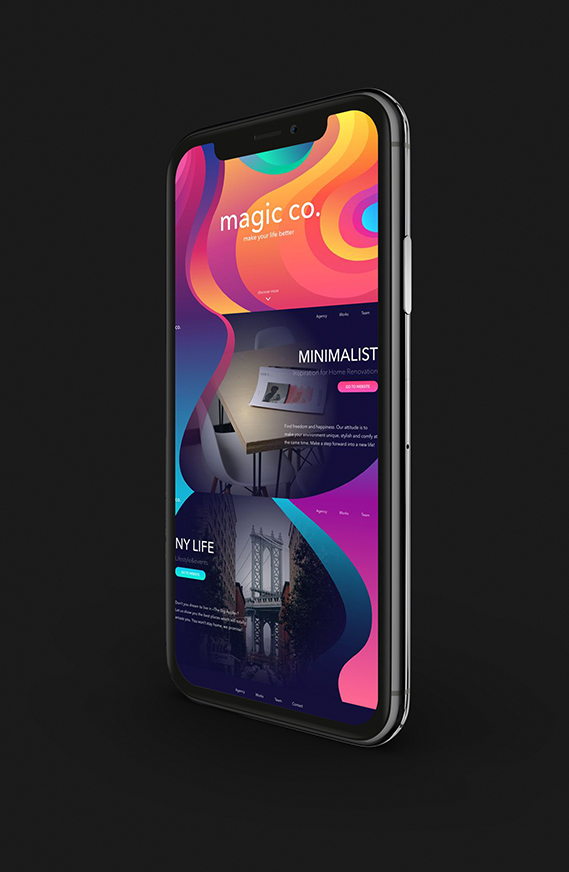 magic co.
make your life better
discover more
Agency Works Team
co.
MINIMALIST
Inspiration for Home Renovation
GO TO WEBSITE
Find freedom and happiness. Our attitude is to
make your environment unique, stylish and comfy at
the same time. Make a step forward into a new life!
co.
Agency Works Team
NY LIFE
Lifestyle&events
GO TO WEBSITE
Don't you dream to live in «The Big Apple»?
Let us show you the best places which will totally
amaze you. You won't stay home, we promise!
Agency Works Team Contact